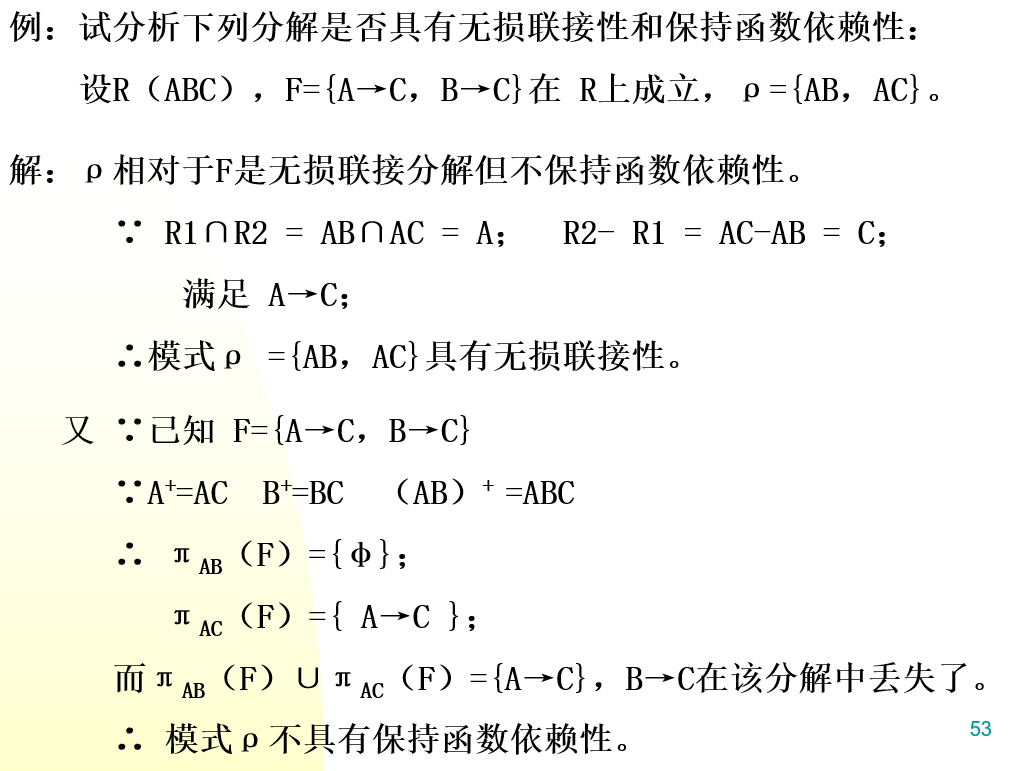 例：试分析下列分解是否具有无损联接性和保持函数依赖性：
设R（ABC），F={A→C，B→C}在 R上成立，ρ={AB，AC}。
解：ρ相对于F是无损联接分解但不保持函数依赖性。
∵ R1∩R2 = AB∩AC = A； R2- R1 = AC-AB = C；
满足 A→C；
∴模式ρ ={AB，AC}具有无损联接性。
又 ∵已知 F={A→C，B→C}
∵A⁺=AC B⁺=BC （AB）⁺ =ABC
∴ π AB（F）={φ}；
π AC（F）={ A→C }；
而π AB（F）∪π AC（F）={A→C}，B→C在该分解中丢失了。
∴ 模式ρ不具有保持函数依赖性。
53